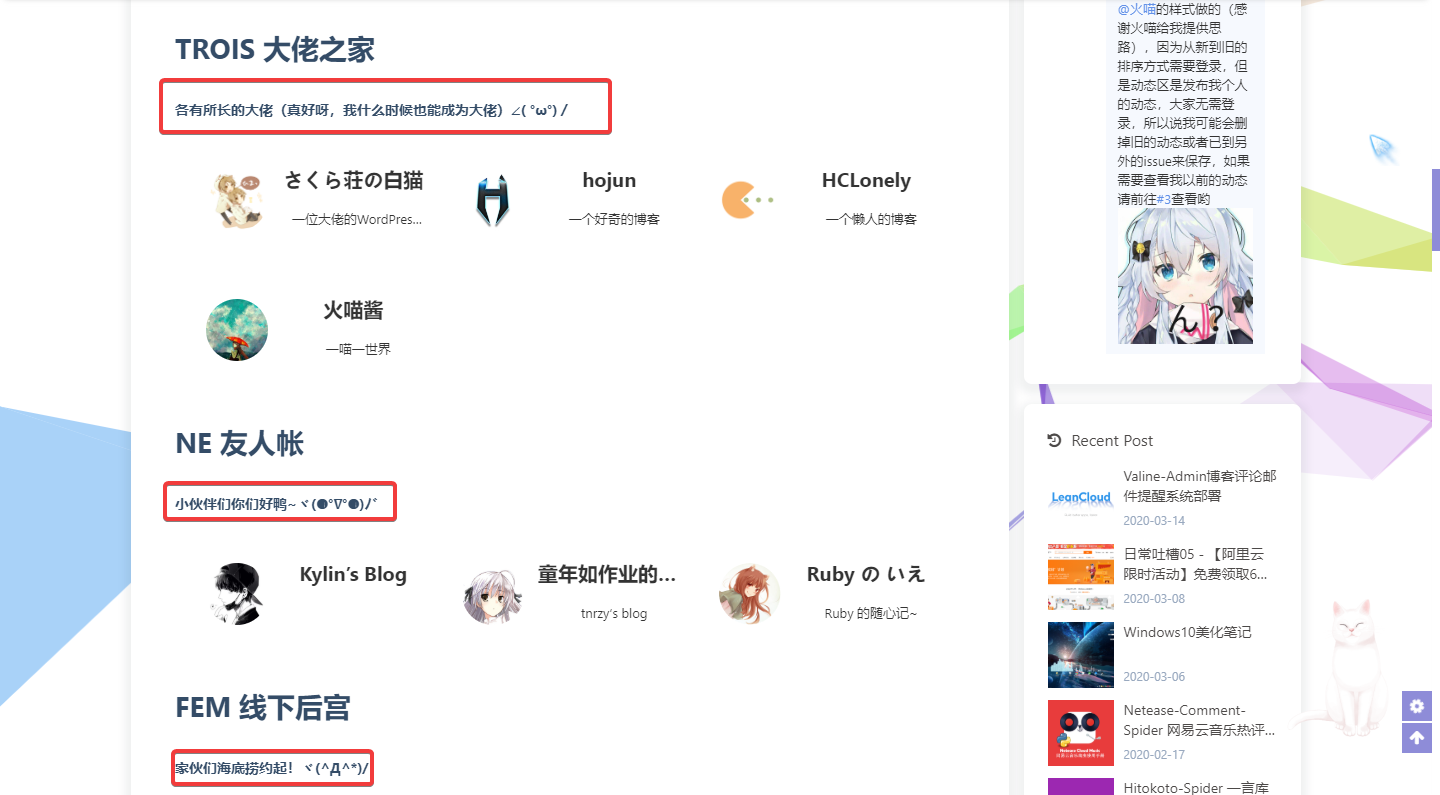 TROIS 大佬之家
各有所长的大佬（真好呀，我什么时候也能成为大佬）∠( °ω°)／
さくら荘の白猫
一位大佬的WordPres...
hojun
一个好奇的博客
HCLonely
一个懒人的博客
火喵酱
一喵一世界
NE 友人帐
小伙伴们你们好鸭~ヾ(⚈°∇°⚈)ﾉﾞ
Kylin's Blog
童年如作业的...
tnrzy's blog
Ruby の いえ
Ruby 的随心记~
FEM 线下后宫
家伙们海底捞约起！ヾ(^Д^*)/
@火喵的样式做的（感
谢火喵给我提供思
路），因为从新到旧的
排序方式需要登录，但
是动态区是发布我个人
的动态，大家无需登
录，所以说我可能会删
掉旧的动态或者已到另
外的issue来保存，如果
需要查看我以前的动态
请前往#3查看哟
ん？
Recent Post
LeanCloud
Valine-Admin博客评论邮
件提醒系统部署
2020-03-14
日常吐槽05 - 【阿里云
限时活动】免费领取6...
2020-03-08
Windows10美化笔记
2020-03-06
Netease-Comment-
Spider 网易云音乐热评...
2020-02-17
Netease Cloud Music
Hitokoto-Spider 一言库